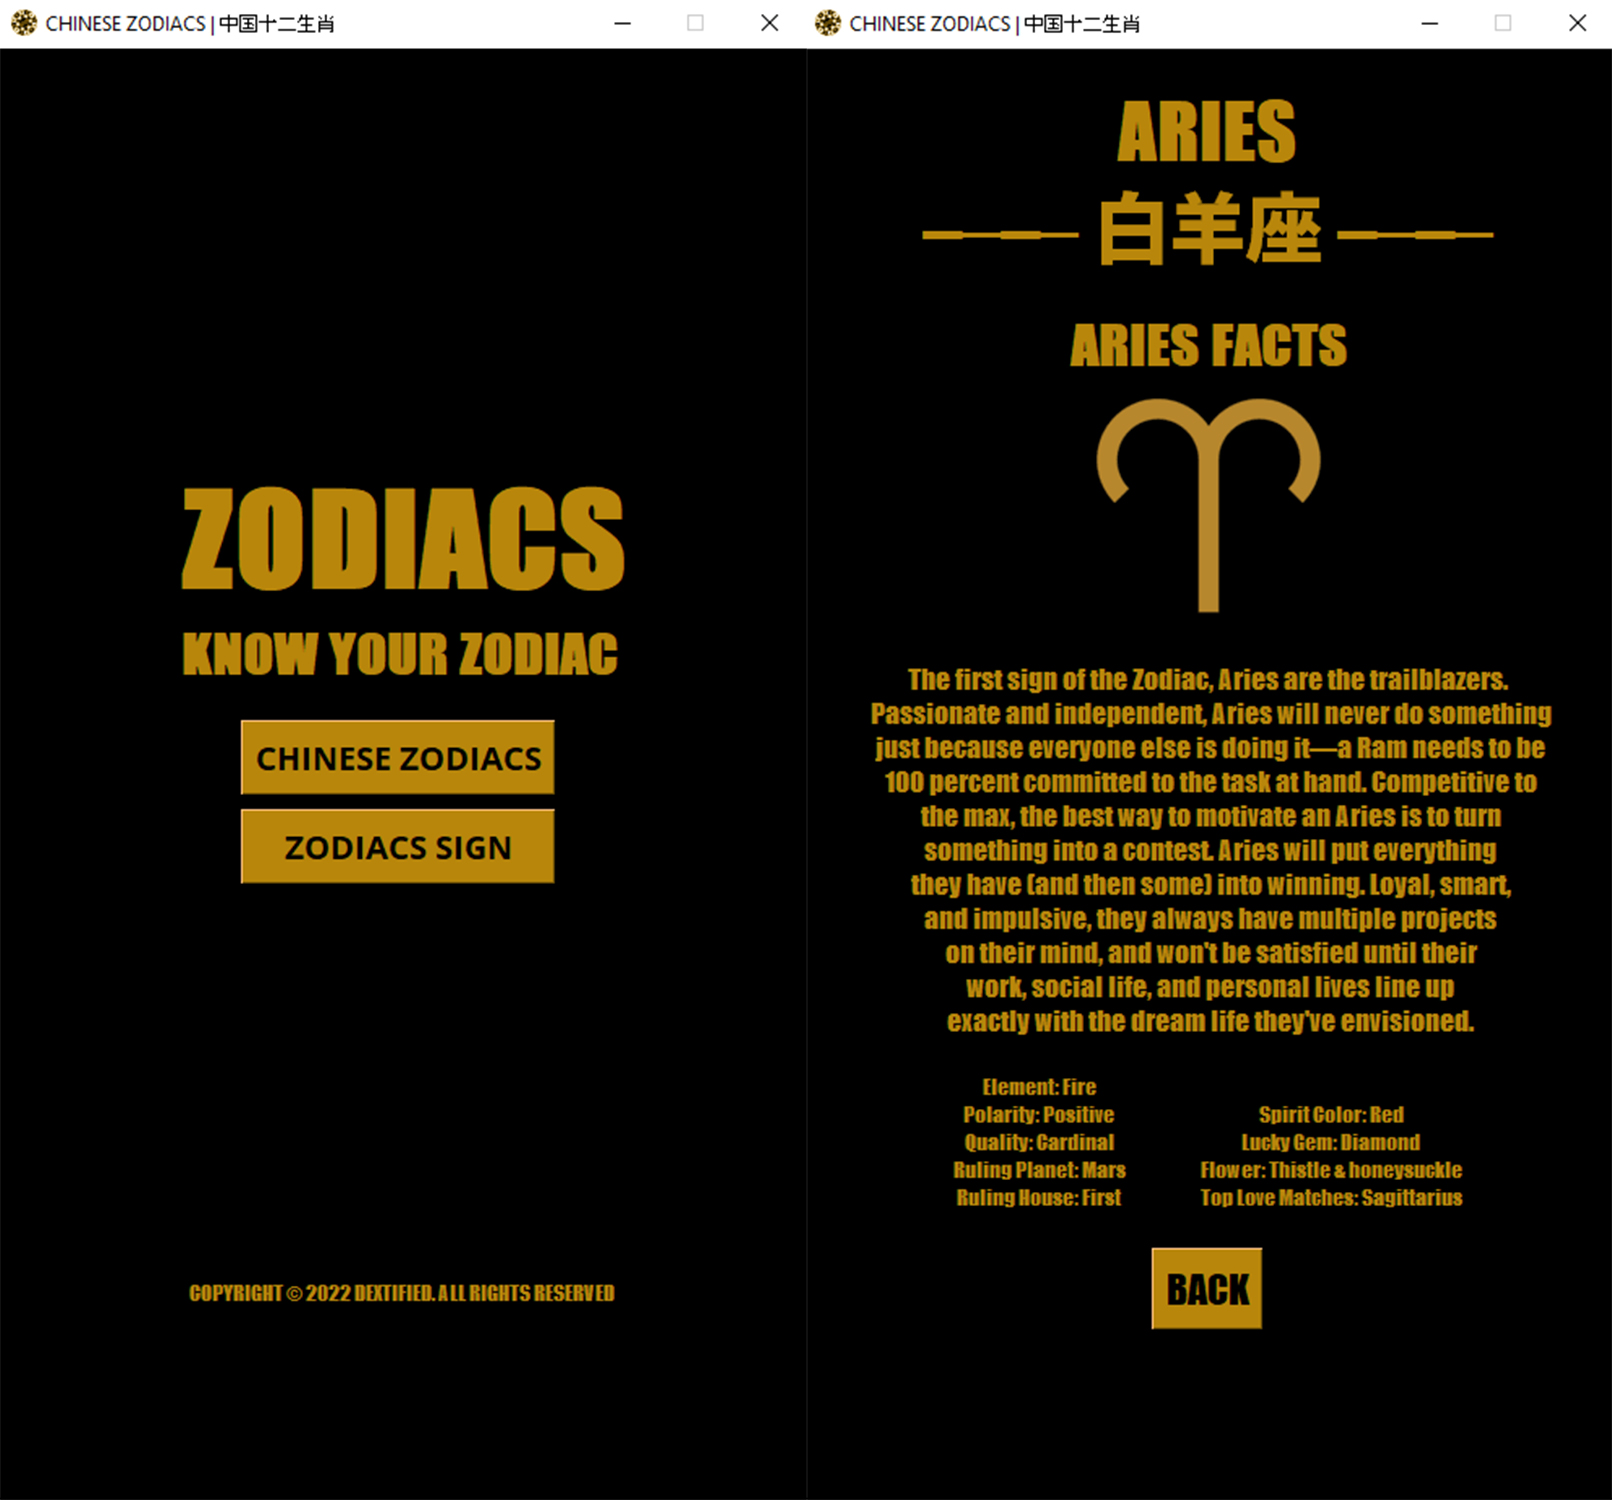 CHINESE ZODIACS | 中国十二生肖
ZODIACS
KNOW YOUR ZODIAC
CHINESE ZODIACS
ZODIACS SIGN
COPYRIGHT © 2022 DEXTIFIED. ALL RIGHTS RESERVED
CHINESE ZODIACS | 中国十二生肖
ARIES
白羊座
ARIES FACTS
The first sign of the Zodiac, Aries are the trailblazers.
Passionate and independent, Aries will never do something
just because everyone else is doing it—a Ram needs to be
100 percent committed to the task at hand. Competitive to
the max, the best way to motivate an Aries is to turn
something into a contest. Aries will put everything
they have (and then some) into winning. Loyal, smart,
and impulsive, they always have multiple projects
on their mind, and won't be satisfied until their
work, social life, and personal lives line up
exactly with the dream life they've envisioned.
Element: Fire
Polarity: Positive
Quality: Cardinal
Ruling Planet: Mars
Ruling House: First
Spirit Color: Red
Lucky Gem: Diamond
Flower: Thistle & honeysuckle
Top Love Matches: Sagittarius
BACK